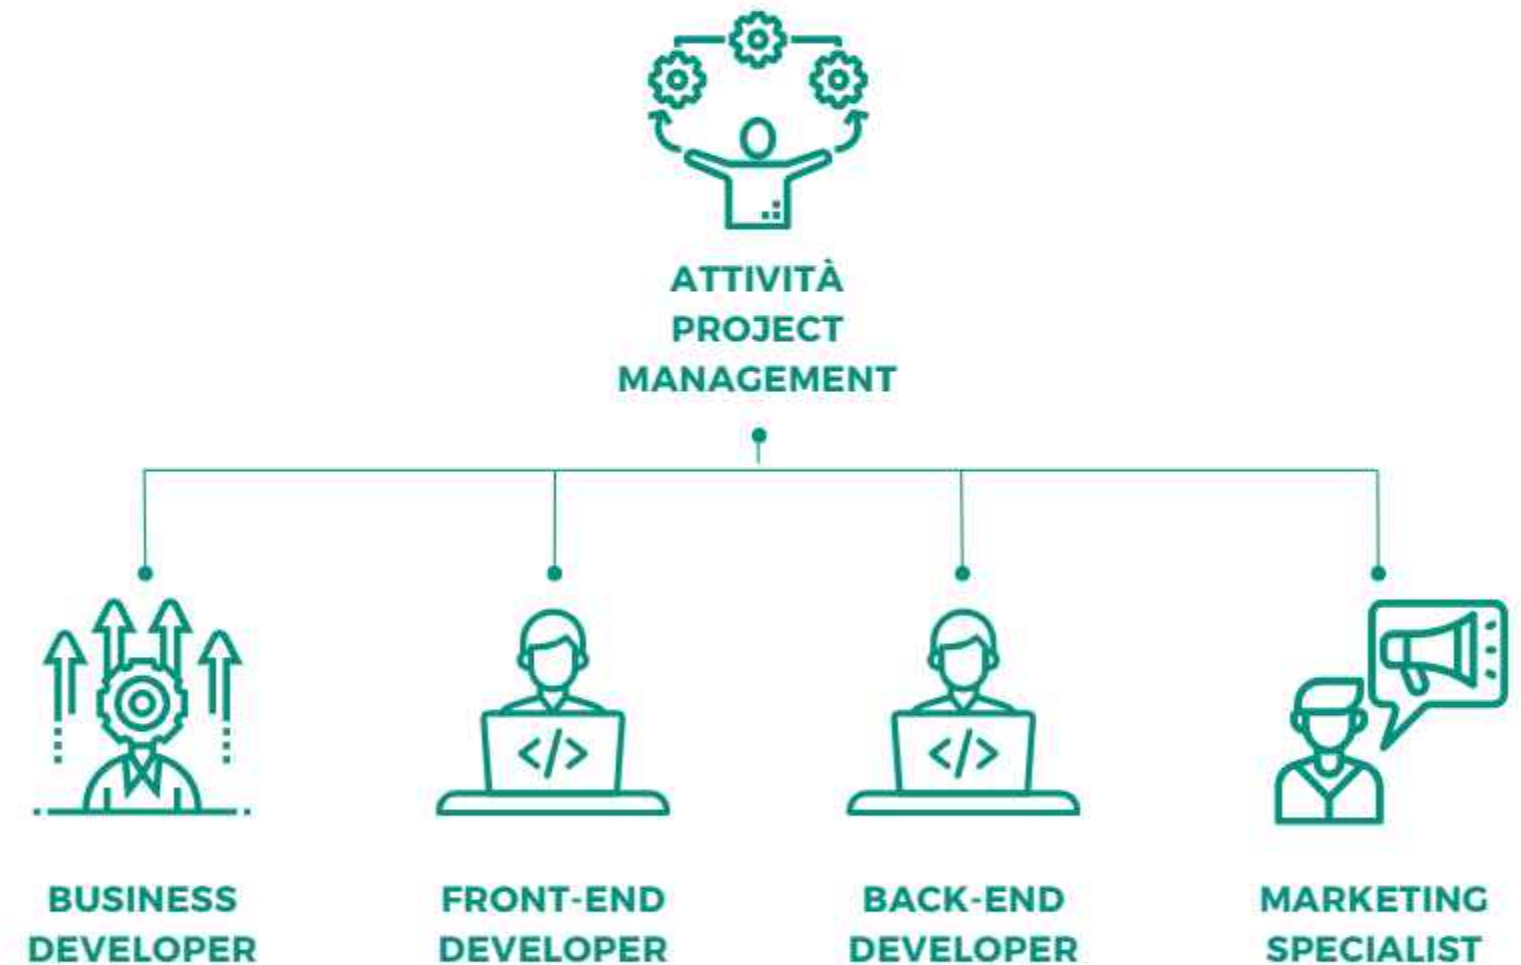 ATTIVITÀ
PROJECT
MANAGEMENT
</>
</>
BUSINESS
DEVELOPER
FRONT-END
DEVELOPER
BACK-END
DEVELOPER
MARKETING
SPECIALIST